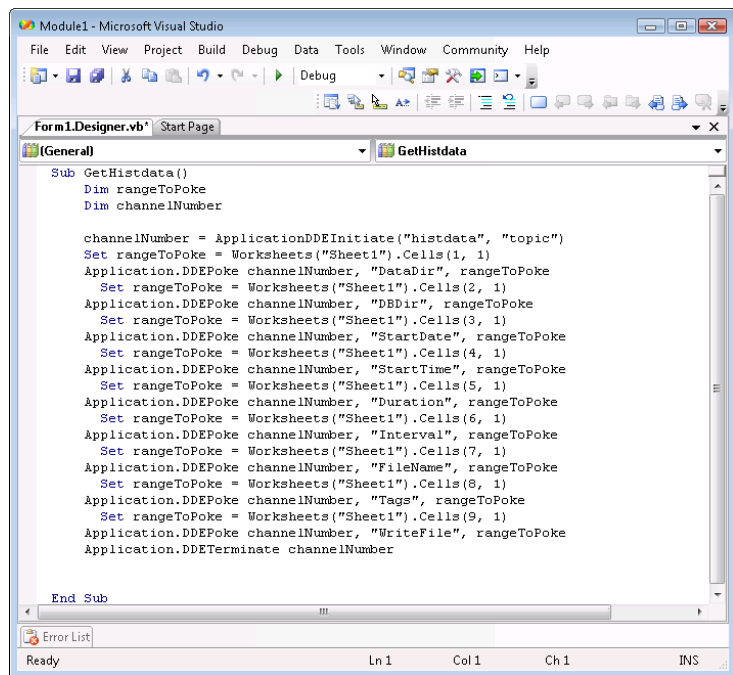 Module1 - Microsoft Visual Studio
File Edit View Project Build Debug Data Tools Window Community Help
Debug
Form1.Designer.vb* Start Page
(General) GetHistdata
Sub GetHistdata()
Dim rangeToPoke
Dim channelNumber
channelNumber = ApplicationDDEInitiate("histdata", "topic")
Set rangeToPoke = Worksheets("Sheet1").Cells(1, 1)
Application.DDEPoke channelNumber, "DataDir", rangeToPoke
Set rangeToPoke = Worksheets("Sheet1").Cells(2, 1)
Application.DDEPoke channelNumber, "DBDir", rangeToPoke
Set rangeToPoke = Worksheets("Sheet1").Cells(3, 1)
Application.DDEPoke channelNumber, "StartDate", rangeToPoke
Set rangeToPoke = Worksheets("Sheet1").Cells(4, 1)
Application.DDEPoke channelNumber, "StartTime", rangeToPoke
Set rangeToPoke = Worksheets("Sheet1").Cells(5, 1)
Application.DDEPoke channelNumber, "Duration", rangeToPoke
Set rangeToPoke = Worksheets("Sheet1").Cells(6, 1)
Application.DDEPoke channelNumber, "Interval", rangeToPoke
Set rangeToPoke = Worksheets("Sheet1").Cells(7, 1)
Application.DDEPoke channelNumber, "FileName", rangeToPoke
Set rangeToPoke = Worksheets("Sheet1").Cells(8, 1)
Application.DDEPoke channelNumber, "Tags", rangeToPoke
Set rangeToPoke = Worksheets("Sheet1").Cells(9, 1)
Application.DDEPoke channelNumber, "WriteFile", rangeToPoke
Application.DDETerminate channelNumber
End Sub
Error List
Ready Ln 1 Col 1 Ch 1 INS